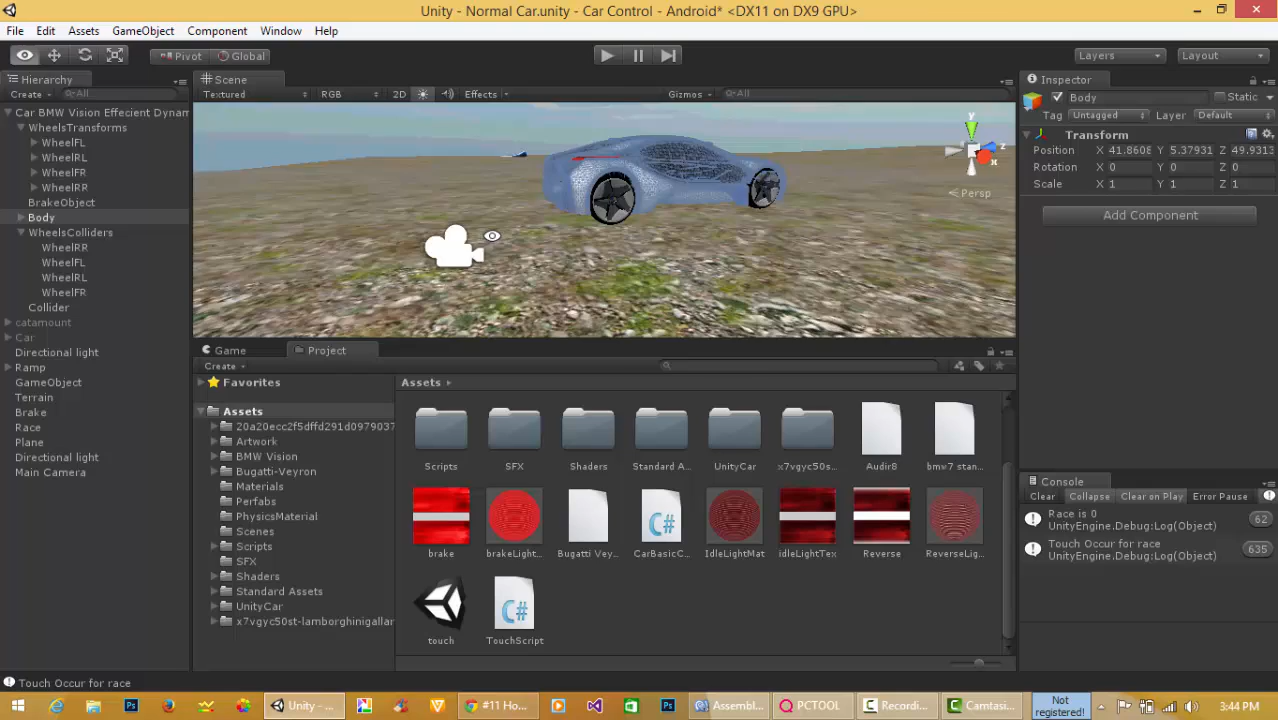 Unity - Normal Car.unity - Car Control - Android* <DX11 on DX9 GPU>
File Edit Assets GameObject Component Window Help
Pivot Global Layers Layout
Hierarchy
Create All
Car BMW Vision Effecient Dynam
WheelsTransforms
WheelFL
WheelRL
WheelFR
WheelRR
BrakeObject
Body
WheelsColliders
WheelRR
WheelFL
WheelRL
WheelFR
Collider
catamount
Car
Directional light
Ramp
GameObject
Terrain
Brake
Race
Plane
Directional light
Main Camera
Scene
Textured RGB 2D Effects Gizmos All
y
z
x
Persp
Game Project
Create
Favorites
Assets
20a20ecc2f5dffd291d0979037
Artwork
BMW Vision
Bugatti-Veyron
Materials
Perfabs
PhysicsMaterial
Scenes
Scripts
SFX
Shaders
Standard Assets
UnityCar
x7vgyc50st-lamborghinigallar
Assets
Scripts SFX Shaders Standard A... UnityCar x7vgyc50s... Audir8 bmw7 stan...
brake brakeLight... Bugatti Vey... CarBasicC... IdleLightMat idleLightTex Reverse ReverseLig...
touch TouchScript
Inspector
Body Static
Tag Untagged Layer Default
Transform
Position X 41.8608 Y 5.37931 Z 49.9313
Rotation X 0 Y 0 Z 0
Scale X 1 Y 1 Z 1
Add Component
Console
Clear Collapse Clear on Play Error Pause
Race is 0
UnityEngine.Debug:Log(Object)
62
Touch Occur for race
UnityEngine.Debug:Log(Object)
635
Touch Occur for race
Unity - ... #11 Ho... Assembl... PCTOOL Recordi... Camtasi... Not registered! 3:44 PM